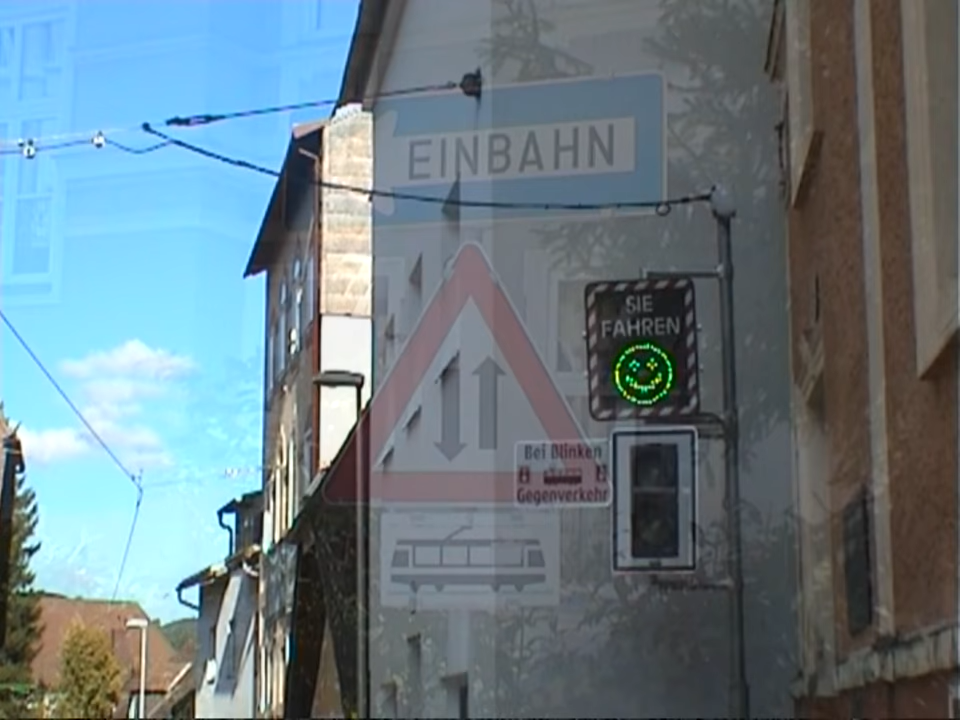 EINBAHN
SIE
FAHREN
Bei Blinken
Gegenverkehr